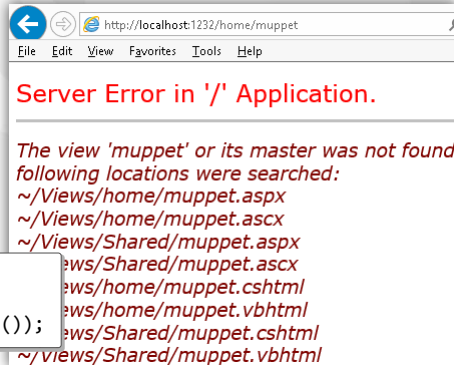 http://localhost:1232/home/muppet
File Edit View Favorites Tools Help
Server Error in '/' Application.
The view 'muppet' or its master was not found
following locations were searched:
~/Views/home/muppet.aspx
~/Views/home/muppet.ascx
~/Views/Shared/muppet.aspx
ews/Shared/muppet.ascx
ews/home/muppet.cshtml
ews/home/muppet.vbhtml
());
ews/Shared/muppet.cshtml
~/Views/Shared/muppet.vbhtml